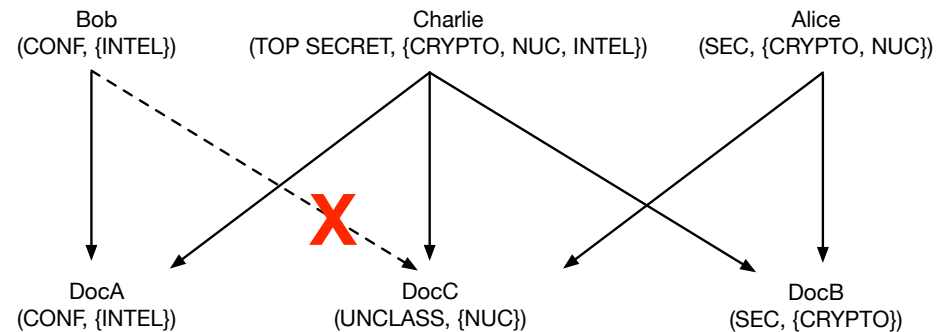 Bob
(CONF, {INTEL})
Charlie
(TOP SECRET, {CRYPTO, NUC, INTEL})
Alice
(SEC, {CRYPTO, NUC})
X
DocA
(CONF, {INTEL})
DocC
(UNCLASS, {NUC})
DocB
(SEC, {CRYPTO})